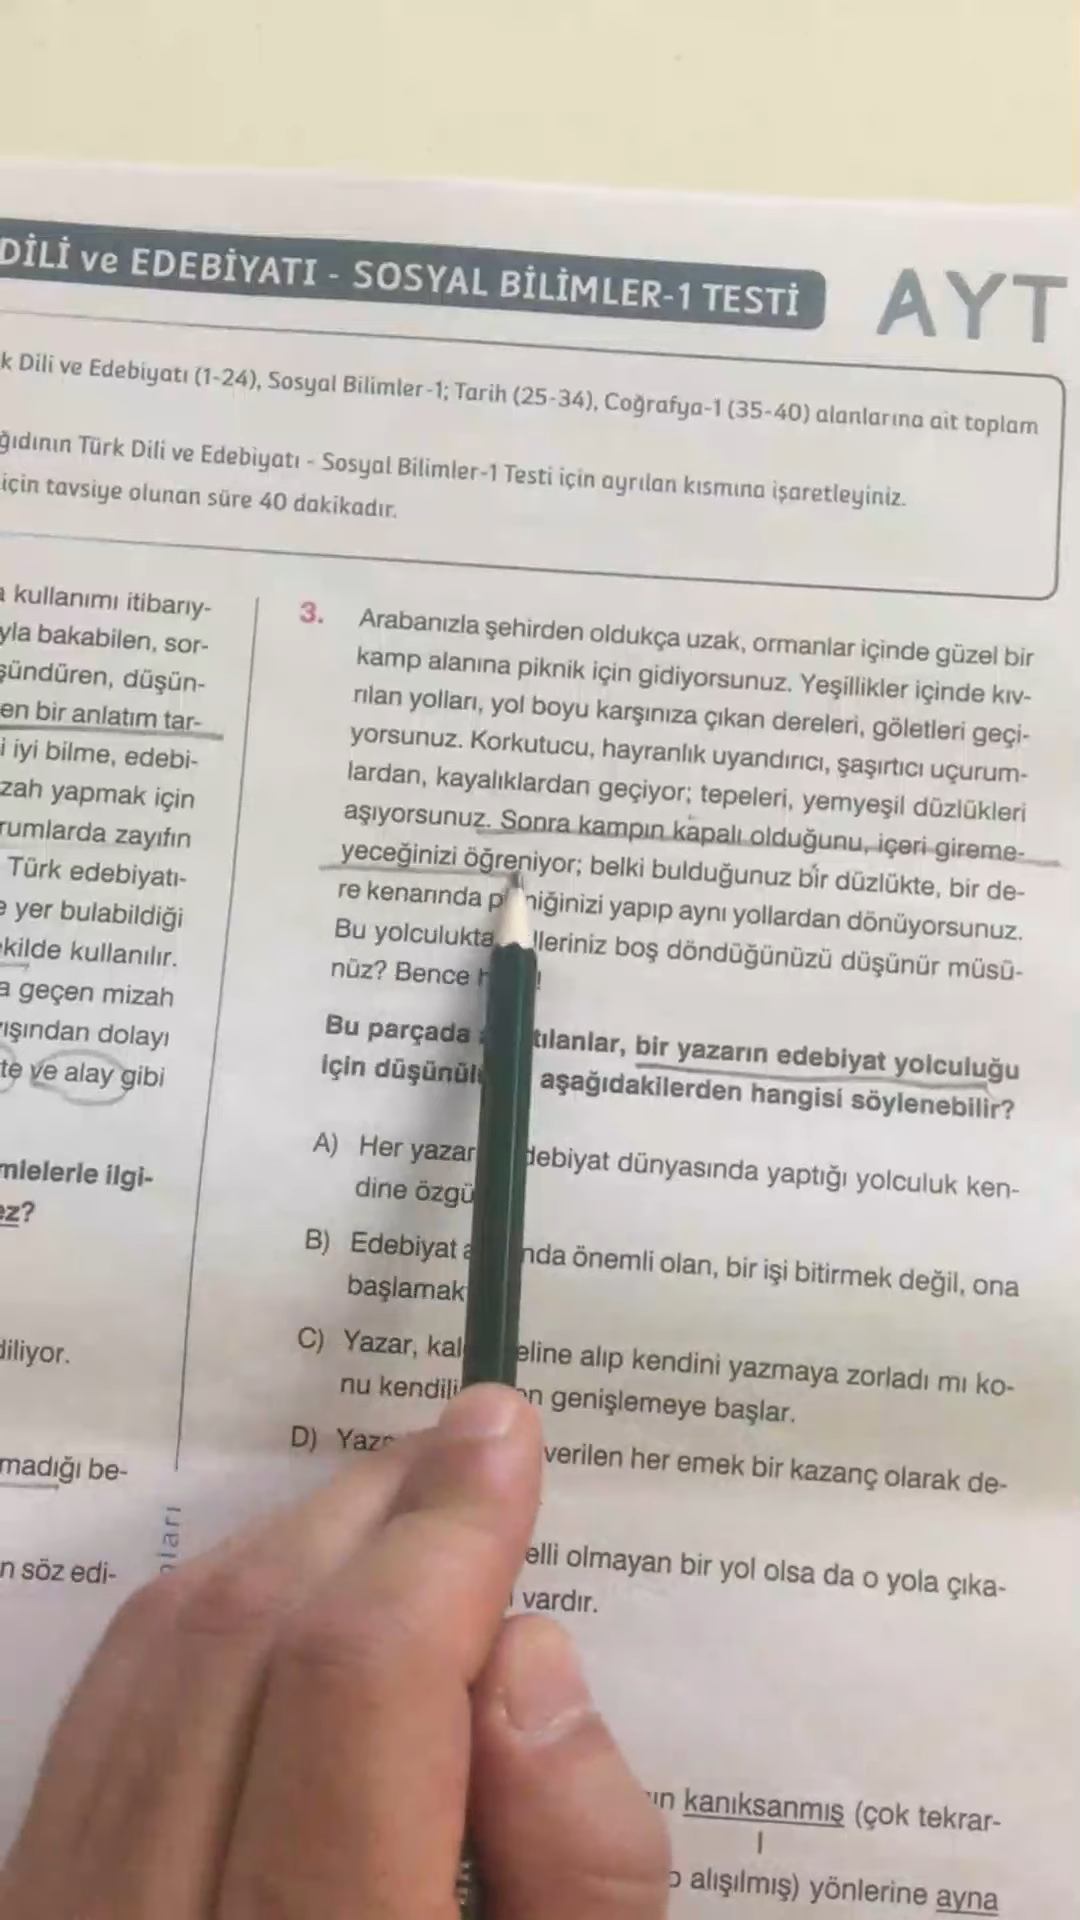 DİLİ ve EDEBİYATI - SOSYAL BİLİMLER-1 TESTİ
AYT
k Dili ve Edebiyatı (1-24), Sosyal Bilimler-1; Tarih (25-34), Coğrafya-1 (35-40) alanlarına ait toplam
ğıdının Türk Dili ve Edebiyatı - Sosyal Bilimler-1 Testi için ayrılan kısmına işaretleyiniz.
için tavsiye olunan süre 40 dakikadır.
a kullanımı itibarıy-
yla bakabilen, sor-
şündüren, düşün-
en bir anlatım tar-
i iyi bilme, edebi-
zah yapmak için
rumlarda zayıfın
Türk edebiyatı-
e yer bulabildiği
kilde kullanılır.
a geçen mizah
ışından dolayı
te ve alay gibi
mlelerle ilgi-
ez?
diliyor.
madığı be-
n söz edi-
ları
3. Arabanızla şehirden oldukça uzak, ormanlar içinde güzel bir
kamp alanına piknik için gidiyorsunuz. Yeşillikler içinde kıv-
rılan yolları, yol boyu karşınıza çıkan dereleri, göletleri geçi-
yorsunuz. Korkutucu, hayranlık uyandırıcı, şaşırtıcı uçurum-
lardan, kayalıklardan geçiyor; tepeleri, yemyeşil düzlükleri
aşıyorsunuz. Sonra kampın kapalı olduğunu, içeri gireme-
yeceğinizi öğreniyor; belki bulduğunuz bir düzlükte, bir de-
re kenarında p niğinizi yapıp aynı yollardan dönüyorsunuz.
Bu yolculukta lleriniz boş döndüğünüzü düşünür müsü-
nüz? Bence h !
Bu parçada tılanlar, bir yazarın edebiyat yolculuğu
için düşünül aşağıdakilerden hangisi söylenebilir?
A) Her yazar debiyat dünyasında yaptığı yolculuk ken-
dine özgü
B) Edebiyat a nda önemli olan, bir işi bitirmek değil, ona
başlamak
C) Yazar, kal eline alıp kendini yazmaya zorladı mı ko-
nu kendili en genişlemeye başlar.
D) Yaz verilen her emek bir kazanç olarak de-
elli olmayan bir yol olsa da o yola çıka-
vardır.
ın kanıksanmış (çok tekrar-
alışılmış) yönlerine ayna